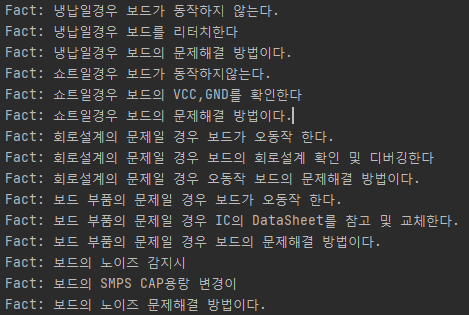 Fact: 냉납일경우 보드가 동작하지 않는다.
Fact: 냉납일경우 보드를 리터치한다
Fact: 냉납일경우 보드의 문제해결 방법이다.
Fact: 쇼트일경우 보드가 동작하지않는다.
Fact: 쇼트일경우 보드의 VCC,GND를 확인한다
Fact: 쇼트일경우 보드의 문제해결 방법이다.
Fact: 회로설계의 문제일 경우 보드가 오동작 한다.
Fact: 회로설계의 문제일 경우 보드의 회로설계 확인 및 디버깅한다
Fact: 회로설계의 문제일 경우 오동작 보드의 문제해결 방법이다.
Fact: 보드 부품의 문제일 경우 보드가 오동작 한다.
Fact: 보드 부품의 문제일 경우 IC의 DataSheet를 참고 및 교체한다.
Fact: 보드 부품의 문제일 경우 보드의 문제해결 방법이다.
Fact: 보드의 노이즈 감지시
Fact: 보드의 SMPS CAP용량 변경이
Fact: 보드의 노이즈 문제해결 방법이다.